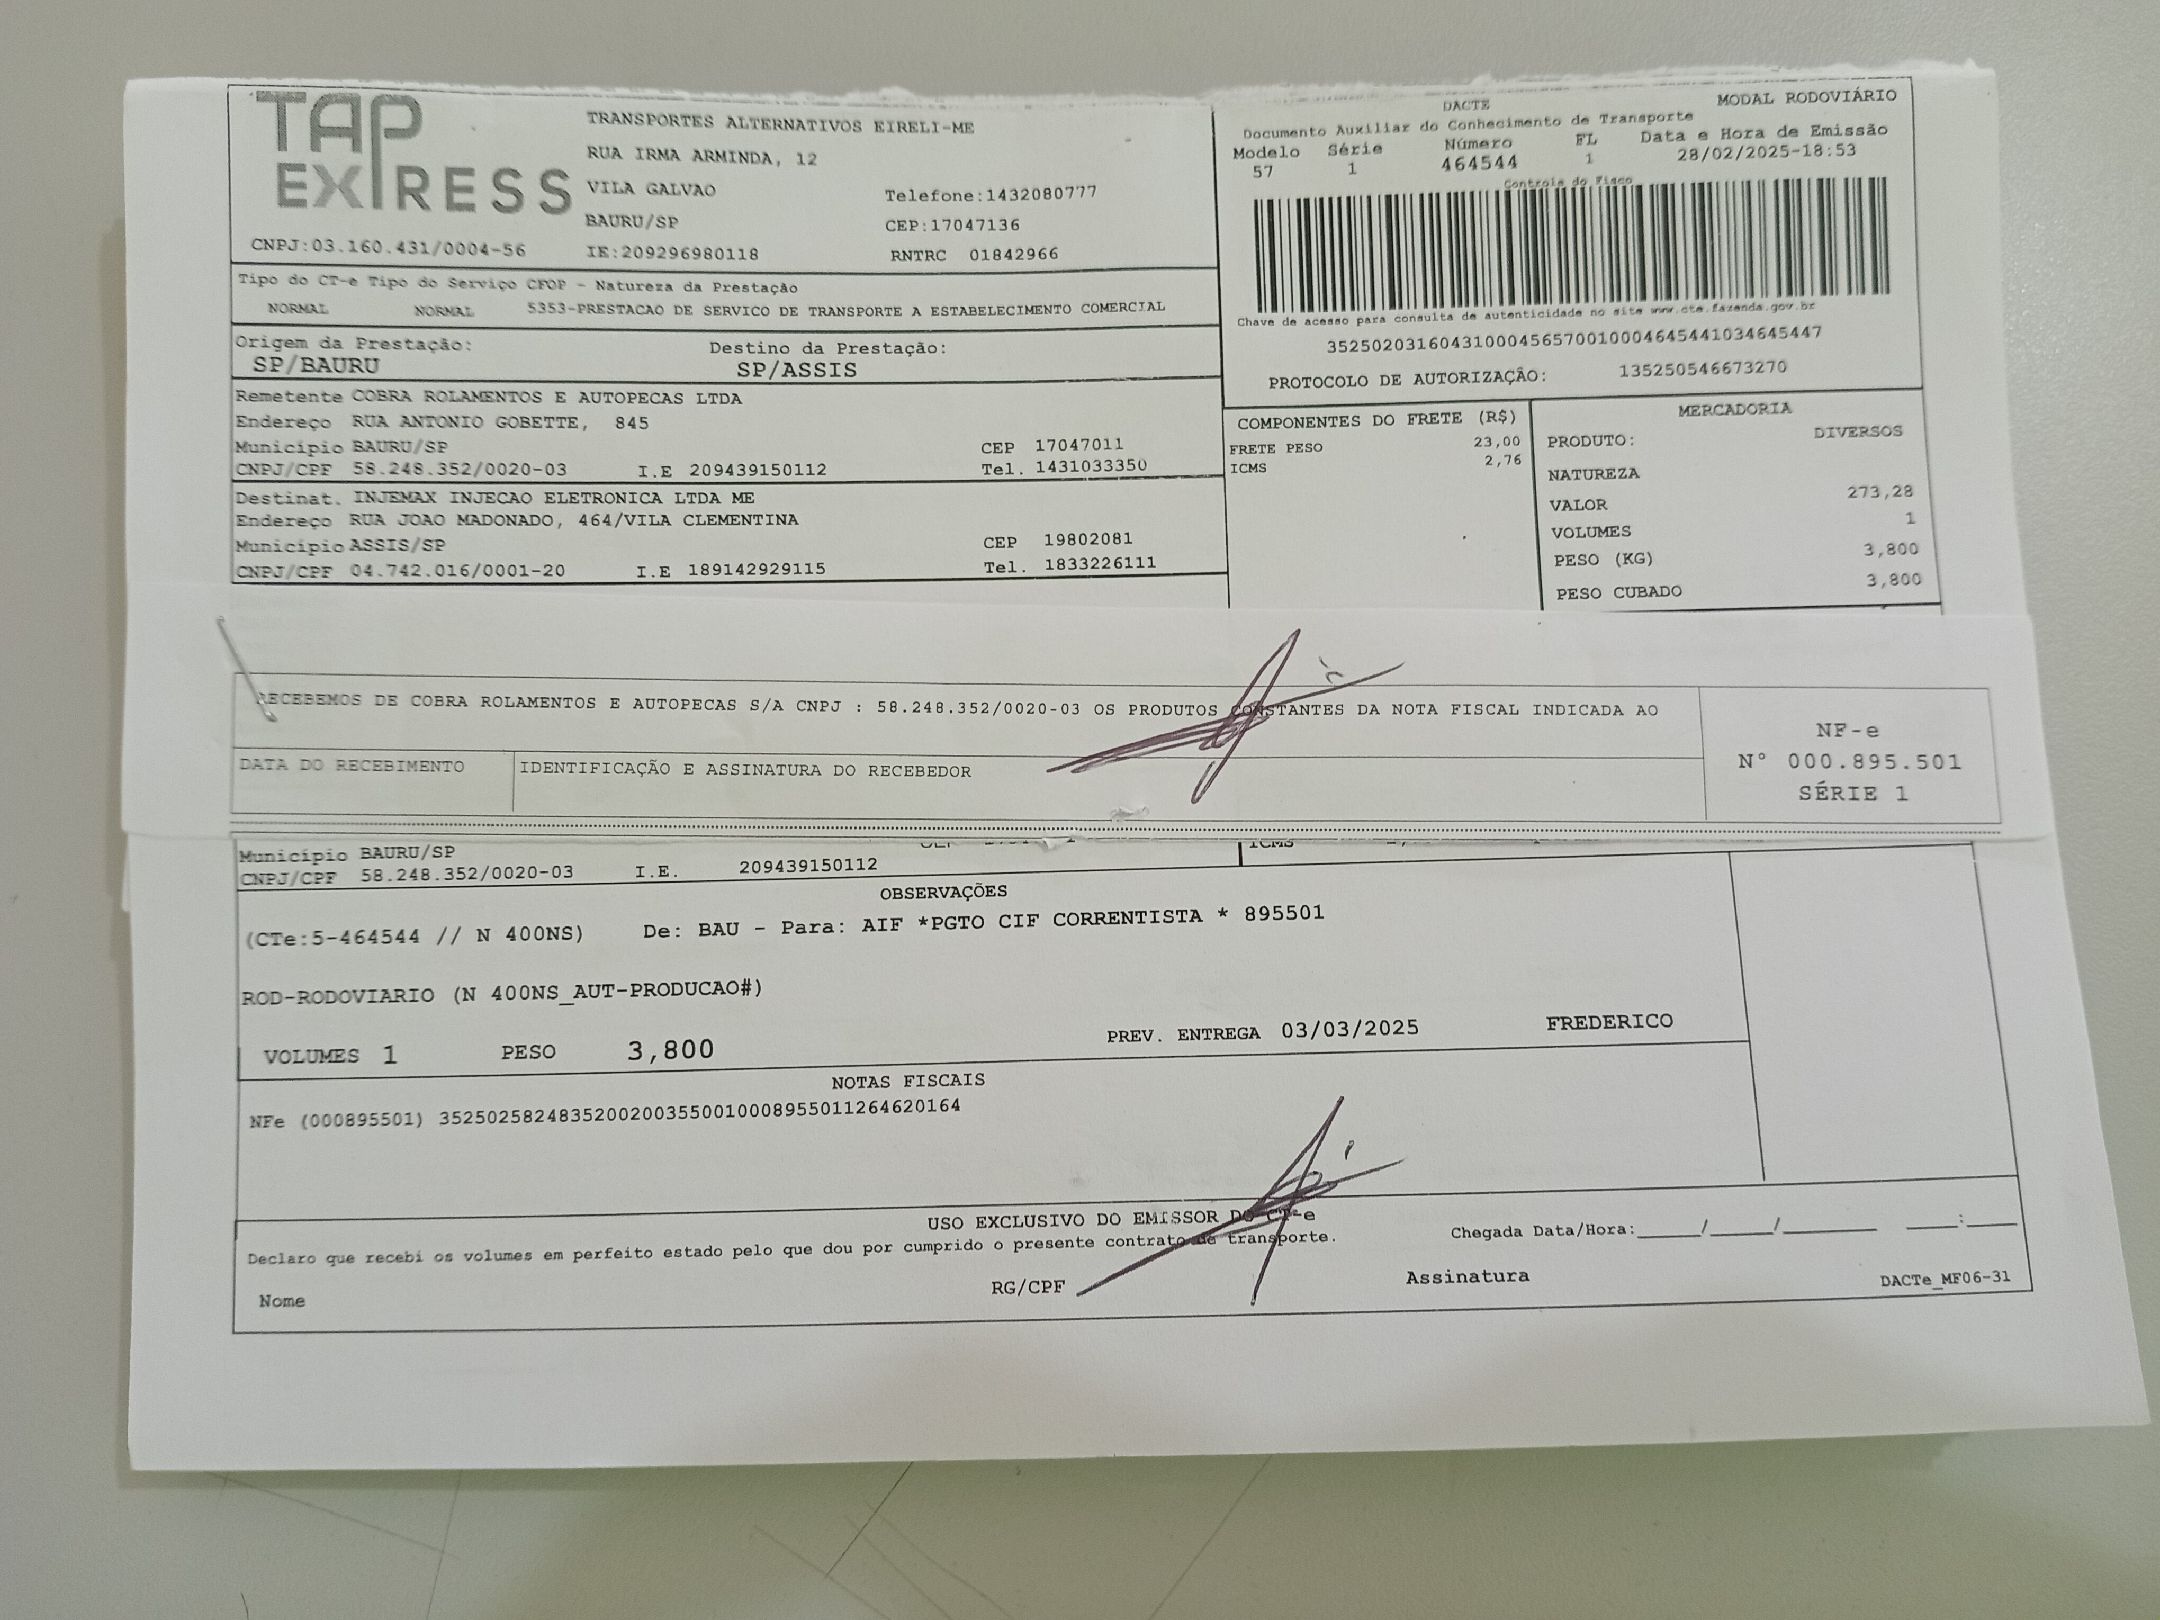 TAP EXPRESS
TRANSPORTES ALTERNATIVOS EIRELI-ME
RUA IRMA ARMINDA, 12
VILA GALVAO Telefone:1432080777
BAURU/SP CEP:17047136
CNPJ:03.160.431/0004-56 IE:209296980118 RNTRC 01842966
DACTE MODAL RODOVIÁRIO
Documento Auxiliar do Conhecimento de Transporte
Modelo Série Número FL Data e Hora de Emissão
57 1 464544 1 28/02/2025-18:53
Controle do Fisco
Chave de acesso para consulta de autenticidade no site www.cte.fazenda.gov.br
35250203160431000456570010004645441034645447
PROTOCOLO DE AUTORIZAÇÃO: 135250546673270
Tipo do CT-e Tipo do Serviço CFOP - Natureza da Prestação
NORMAL NORMAL 5353-PRESTACAO DE SERVICO DE TRANSPORTE A ESTABELECIMENTO COMERCIAL
Origem da Prestação: Destino da Prestação:
SP/BAURU SP/ASSIS
Remetente COBRA ROLAMENTOS E AUTOPECAS LTDA
Endereço RUA ANTONIO GOBETTE, 845
Município BAURU/SP CEP 17047011
CNPJ/CPF 58.248.352/0020-03 I.E 209439150112 Tel. 1431033350
Destinat. INJEMAX INJECAO ELETRONICA LTDA ME
Endereço RUA JOAO MADONADO, 464/VILA CLEMENTINA
Município ASSIS/SP CEP 19802081
CNPJ/CPF 04.742.016/0001-20 I.E 189142929115 Tel. 1833226111
COMPONENTES DO FRETE (R$)
FRETE PESO 23,00
ICMS 2,76
MERCADORIA
PRODUTO: DIVERSOS
NATUREZA
VALOR 273,28
VOLUMES 1
PESO (KG) 3,800
PESO CUBADO 3,800
RECEBEMOS DE COBRA ROLAMENTOS E AUTOPECAS S/A CNPJ : 58.248.352/0020-03 OS PRODUTOS CONSTANTES DA NOTA FISCAL INDICADA AO
DATA DO RECEBIMENTO IDENTIFICAÇÃO E ASSINATURA DO RECEBEDOR
NF-e
Nº 000.895.501
SÉRIE 1
Município BAURU/SP
ICMS
CNPJ/CPF 58.248.352/0020-03 I.E. 209439150112
OBSERVAÇÕES
(CTe:5-464544 // N 400NS) De: BAU - Para: AIF *PGTO CIF CORRENTISTA * 895501
ROD-RODOVIARIO (N 400NS_AUT-PRODUCAO#)
VOLUMES 1 PESO 3,800 PREV. ENTREGA 03/03/2025 FREDERICO
NOTAS FISCAIS
NFe (000895501) 35250258248352002003550010008955011264620164
USO EXCLUSIVO DO EMISSOR DO CT-e
Declaro que recebi os volumes em perfeito estado pelo que dou por cumprido o presente contrato de transporte. Chegada Data/Hora:____/____/______ ___:___
Nome RG/CPF Assinatura DACTe_MF06-31